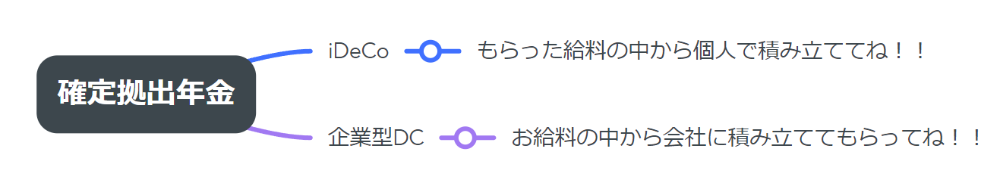 確定拠出年金
iDeCo
もらった給料の中から個人で積み立ててね！！
企業型DC
お給料の中から会社に積み立ててもらってね！！